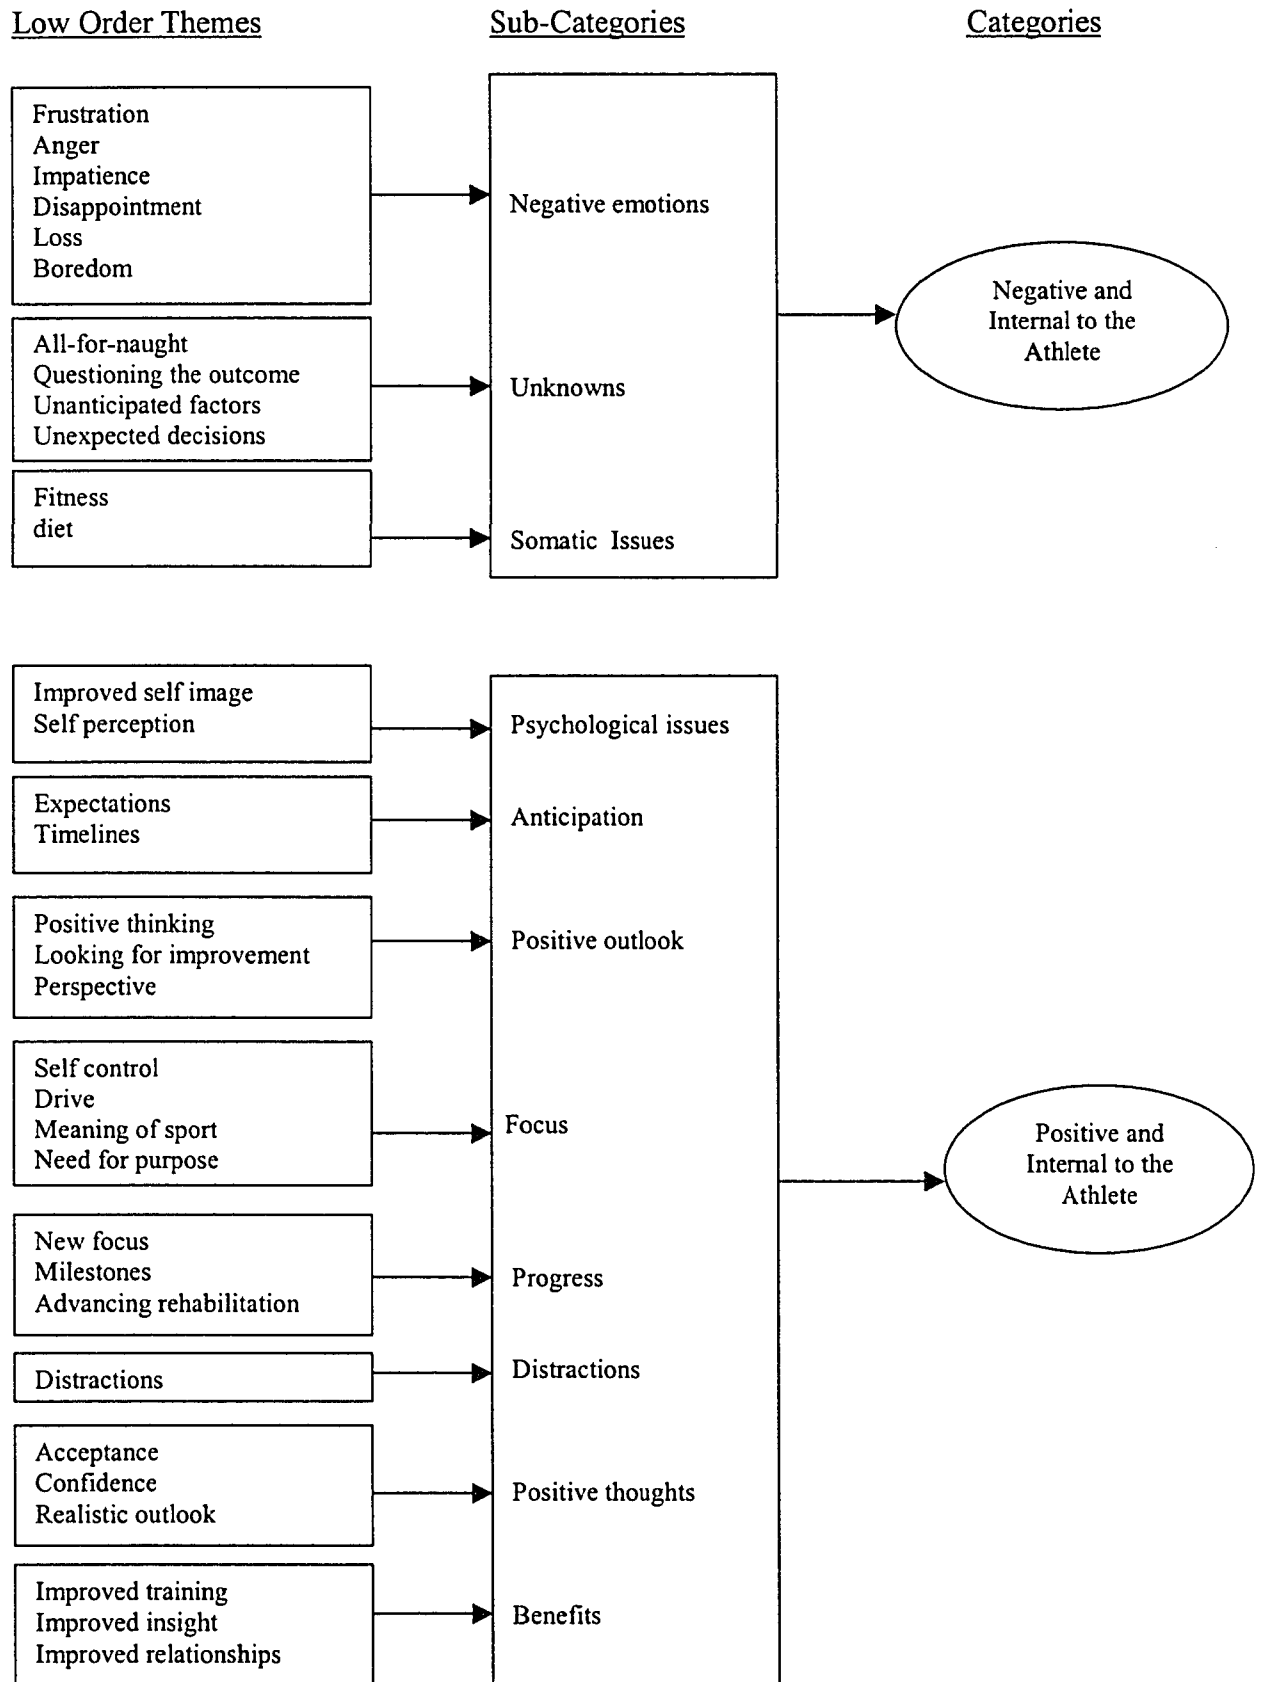 Low Order Themes
Sub-Categories
Categories
Frustration
Anger
Impatience
Disappointment
Loss
Boredom
Negative emotions
Negative and
Internal to the
Athlete
All-for-naught
Questioning the outcome
Unanticipated factors
Unexpected decisions
Unknowns
Fitness
diet
Somatic Issues
Improved self image
Self perception
Psychological issues
Expectations
Timelines
Anticipation
Positive thinking
Looking for improvement
Perspective
Positive outlook
Self control
Drive
Meaning of sport
Need for purpose
Focus
Positive and
Internal to the
Athlete
New focus
Milestones
Advancing rehabilitation
Progress
Distractions
Distractions
Acceptance
Confidence
Realistic outlook
Positive thoughts
Improved training
Improved insight
Improved relationships
Benefits